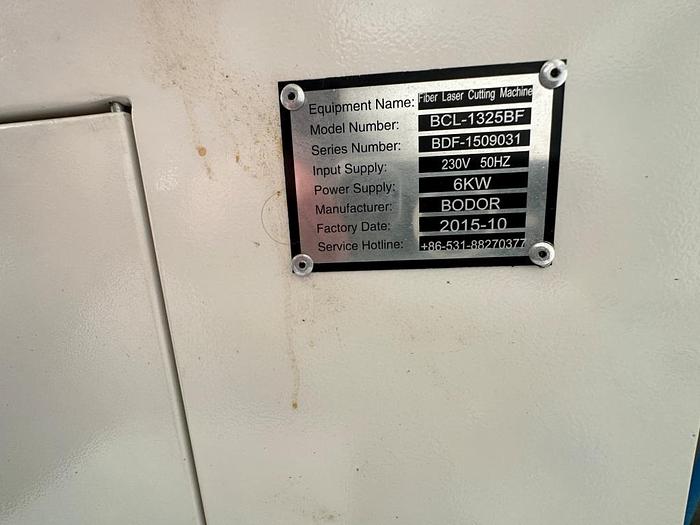 Equipment Name: Fiber Laser Cutting Machine
Model Number: BCL-1325BF
Series Number: BDF-1509031
Input Supply: 230V 50HZ
Power Supply: 6KW
Manufacturer: BODOR
Factory Date: 2015-10
Service Hotline: +86-531-88270377